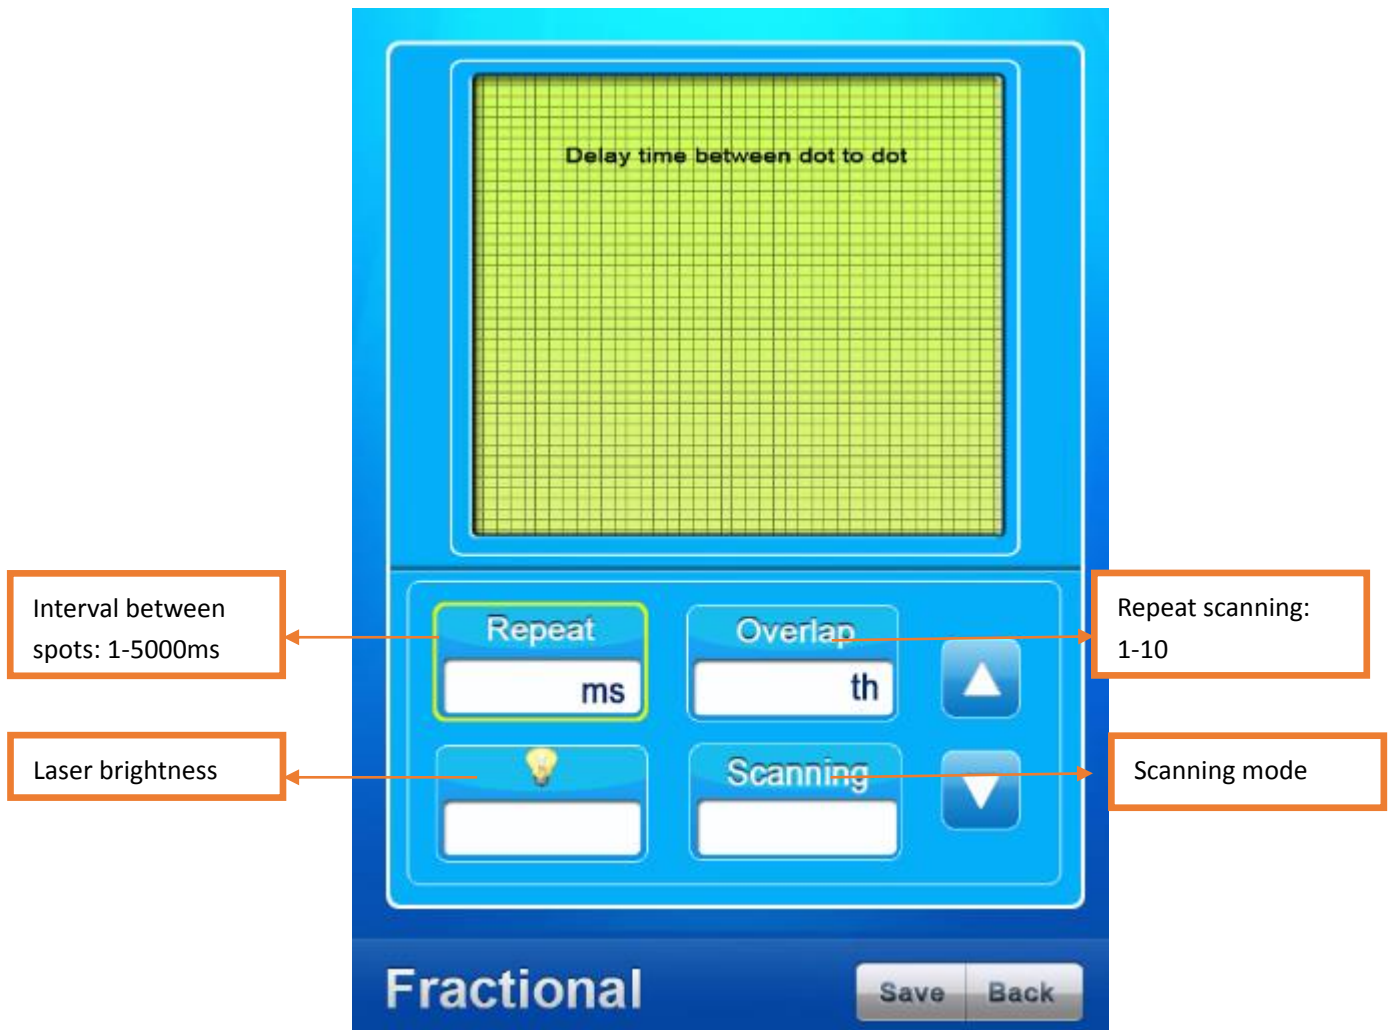 Delay time between dot to dot
Interval between
spots: 1-5000ms
Repeat
ms
Overlap
th
Repeat scanning:
1-10
Laser brightness
Scanning
Scanning mode
Fractional
Save
Back